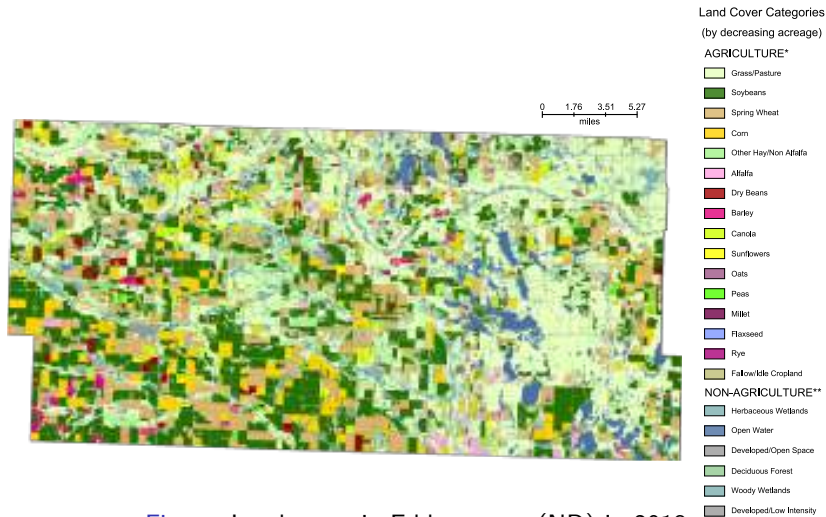 Land Cover Categories
(by decreasing acreage)
AGRICULTURE*
Grass/Pasture
Soybeans
Spring Wheat
Corn
Other Hay/Non Alfalfa
Alfalfa
Dry Beans
Barley
Canola
Sunflowers
Oats
Peas
Millet
Flaxseed
Rye
Fallow/Idle Cropland
NON-AGRICULTURE**
Herbaceous Wetlands
Open Water
Developed/Open Space
Deciduous Forest
Woody Wetlands
Developed/Low Intensity
0 1.76 3.51 5.27
miles